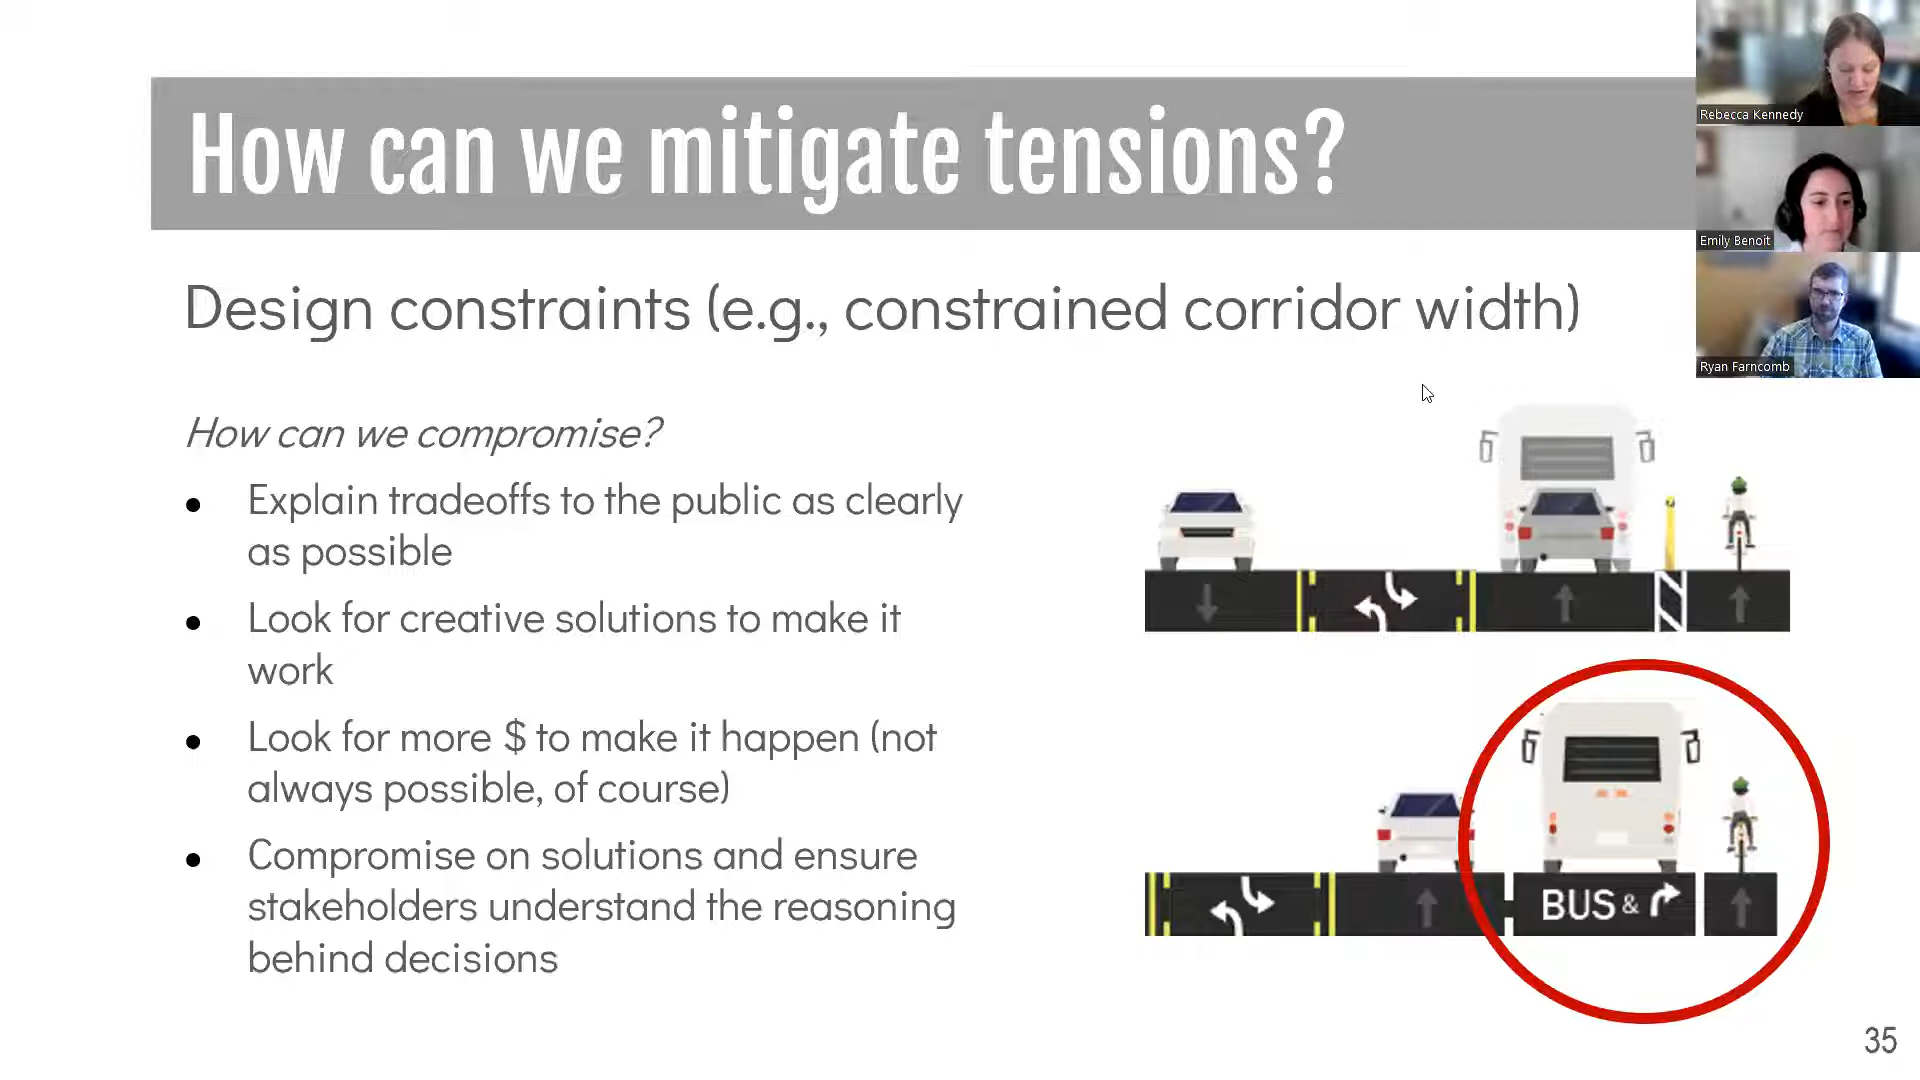 How can we mitigate tensions?
Rebecca Kennedy
Emily Benoit
Ryan Farncomb
Design constraints (e.g., constrained corridor width)
How can we compromise?
● Explain tradeoffs to the public as clearly
as possible
● Look for creative solutions to make it
work
● Look for more $ to make it happen (not
always possible, of course)
● Compromise on solutions and ensure
stakeholders understand the reasoning
behind decisions
BUS &
35